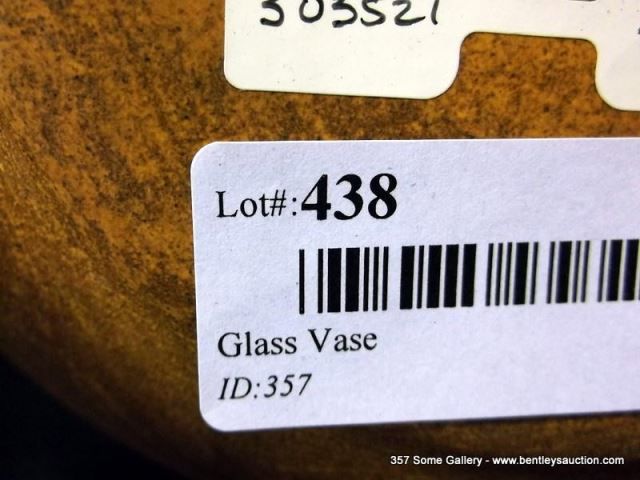 303521
Lot#:438
Glass Vase
ID:357
357 Some Gallery - www.bentleysauction.com